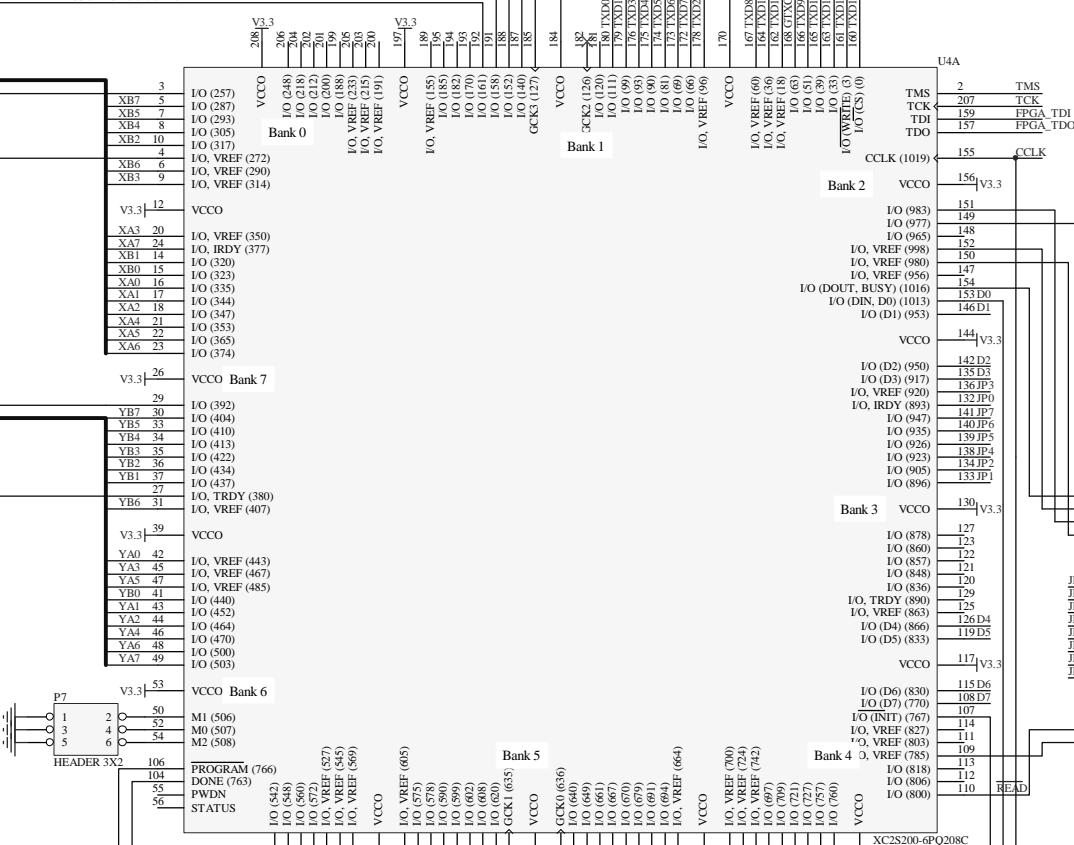 V3.3
208
206
204
202
201
199
205
203
200
V3.3
197
189
195
194
193
192
191
188
187
185
184
182
181
180 TXD0
179 TXD1
176 TXD3
175 TXD4
174 TXD5
173 TXD6
172 TXD7
178 TXD2
170
167 TXD8
164 TXD1
162 TXD1
168 GTXC
166 TXD9
165 TXD1
163 TXD1
161 TXD1
160 TXD1
U4A
VCCO
I/O (248)
I/O (218)
I/O (212)
I/O (200)
I/O (188)
I/O, VREF (233)
I/O, VREF (215)
I/O, VREF (191)
VCCO
I/O, VREF (155)
I/O (185)
I/O (182)
I/O (170)
I/O (161)
I/O (158)
I/O (152)
I/O (140)
GCK3 (127)
VCCO
GCK2 (126)
I/O (120)
I/O (111)
I/O (99)
I/O (93)
I/O (90)
I/O (81)
I/O (69)
I/O (66)
I/O, VREF (96)
VCCO
I/O, VREF (60)
I/O, VREF (36)
I/O, VREF (18)
I/O (63)
I/O (51)
I/O (39)
I/O (33)
I/O (WRITE) (3)
I/O (CS) (0)
Bank 0
Bank 1
3 I/O (257)
XB7 5 I/O (287)
XB5 7 I/O (293)
XB4 8 I/O (305)
XB2 10 I/O (317)
4 I/O, VREF (272)
XB6 6 I/O, VREF (290)
XB3 9 I/O, VREF (314)
V3.3 12 VCCO
XA3 20 I/O, VREF (350)
XA7 24 I/O, IRDY (377)
XB1 14 I/O (320)
XB0 15 I/O (323)
XA0 16 I/O (335)
XA1 17 I/O (344)
XA2 18 I/O (347)
XA4 21 I/O (353)
XA5 22 I/O (365)
XA6 23 I/O (374)
V3.3 26 VCCO Bank 7
29 I/O (392)
YB7 30 I/O (404)
YB5 33 I/O (410)
YB4 34 I/O (413)
YB3 35 I/O (422)
YB2 36 I/O (434)
YB1 37 I/O (437)
27 I/O, TRDY (380)
YB6 31 I/O, VREF (407)
V3.3 39 VCCO
YA0 42 I/O, VREF (443)
YA3 45 I/O, VREF (467)
YA5 47 I/O, VREF (485)
YB0 41 I/O (440)
YA1 43 I/O (452)
YA2 44 I/O (464)
YA4 46 I/O (470)
YA6 48 I/O (500)
YA7 49 I/O (503)
V3.3 53 VCCO Bank 6
P7
1 2 50 M1 (506)
3 4 52 M0 (507)
5 6 54 M2 (508)
HEADER 3X2
106 PROGRAM (766)
104 DONE (763)
55 PWDN
56 STATUS
TMS 2 TMS
TCK 207 TCK
TDI 159 FPGA_TDI
TDO 157 FPGA_TDO
CCLK (1019) 155 CCLK
Bank 2 VCCO 156 V3.3
I/O (983) 151
I/O (977) 149
I/O (965) 148
I/O, VREF (998) 152
I/O, VREF (980) 150
I/O, VREF (956) 147
I/O (DOUT, BUSY) (1016) 154
I/O (DIN, D0) (1013) 153 D0
I/O (D1) (953) 146 D1
VCCO 144 V3.3
I/O (D2) (950) 142 D2
I/O (D3) (917) 135 D3
I/O, VREF (920) 136 JP3
I/O, IRDY (893) 132 JP0
I/O (947) 141 JP7
I/O (935) 140 JP6
I/O (926) 139 JP5
I/O (923) 138 JP4
I/O (905) 134 JP2
I/O (896) 133 JP1
Bank 3 VCCO 130 V3.3
I/O (878) 127
I/O (860) 123
I/O (857) 122
I/O (848) 121
I/O (836) 120
I/O, TRDY (890) 129
I/O, VREF (863) 125
I/O (D4) (866) 126 D4
I/O (D5) (833) 119 D5
VCCO 117 V3.3
I/O (D6) (830) 115 D6
I/O (D7) (770) 108 D7
I/O (INIT) (767) 107
I/O, VREF (827) 114
I/O, VREF (803) 111
O, VREF (785) 109
I/O (818) 113
I/O (806) 112
I/O (800) 110 READ
Bank 5
Bank 4
I/O (542)
I/O (548)
I/O (560)
I/O (572)
I/O, VREF (527)
I/O, VREF (545)
I/O, VREF (569)
VCCO
I/O, VREF (605)
I/O (575)
I/O (578)
I/O (590)
I/O (599)
I/O (602)
I/O (608)
I/O (620)
GCK1 (635)
VCCO
GCK0 (636)
I/O (640)
I/O (649)
I/O (661)
I/O (667)
I/O (670)
I/O (679)
I/O (691)
I/O (694)
I/O, VREF (664)
VCCO
I/O, VREF (700)
I/O, VREF (724)
I/O, VREF (742)
I/O (697)
I/O (709)
I/O (721)
I/O (727)
I/O (757)
I/O (760)
VCCO
XC2S200-6PQ208C